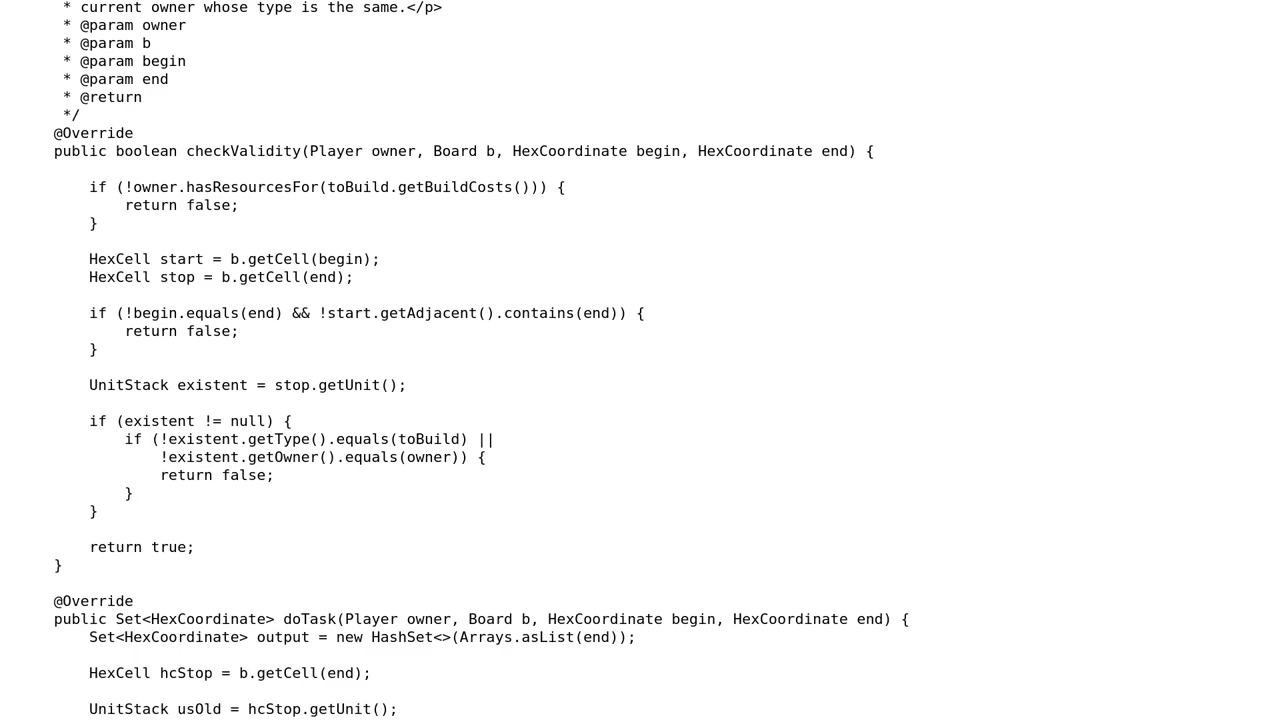 * current owner whose type is the same.</p>
 * @param owner
 * @param b
 * @param begin
 * @param end
 * @return
 */
@Override
public boolean checkValidity(Player owner, Board b, HexCoordinate begin, HexCoordinate end) {

    if (!owner.hasResourcesFor(toBuild.getBuildCosts())) {
        return false;
    }

    HexCell start = b.getCell(begin);
    HexCell stop = b.getCell(end);

    if (!begin.equals(end) && !start.getAdjacent().contains(end)) {
        return false;
    }

    UnitStack existent = stop.getUnit();

    if (existent != null) {
        if (!existent.getType().equals(toBuild) ||
            !existent.getOwner().equals(owner)) {
            return false;
        }
    }

    return true;
}

@Override
public Set<HexCoordinate> doTask(Player owner, Board b, HexCoordinate begin, HexCoordinate end) {
    Set<HexCoordinate> output = new HashSet<>(Arrays.asList(end));

    HexCell hcStop = b.getCell(end);

    UnitStack usOld = hcStop.getUnit();